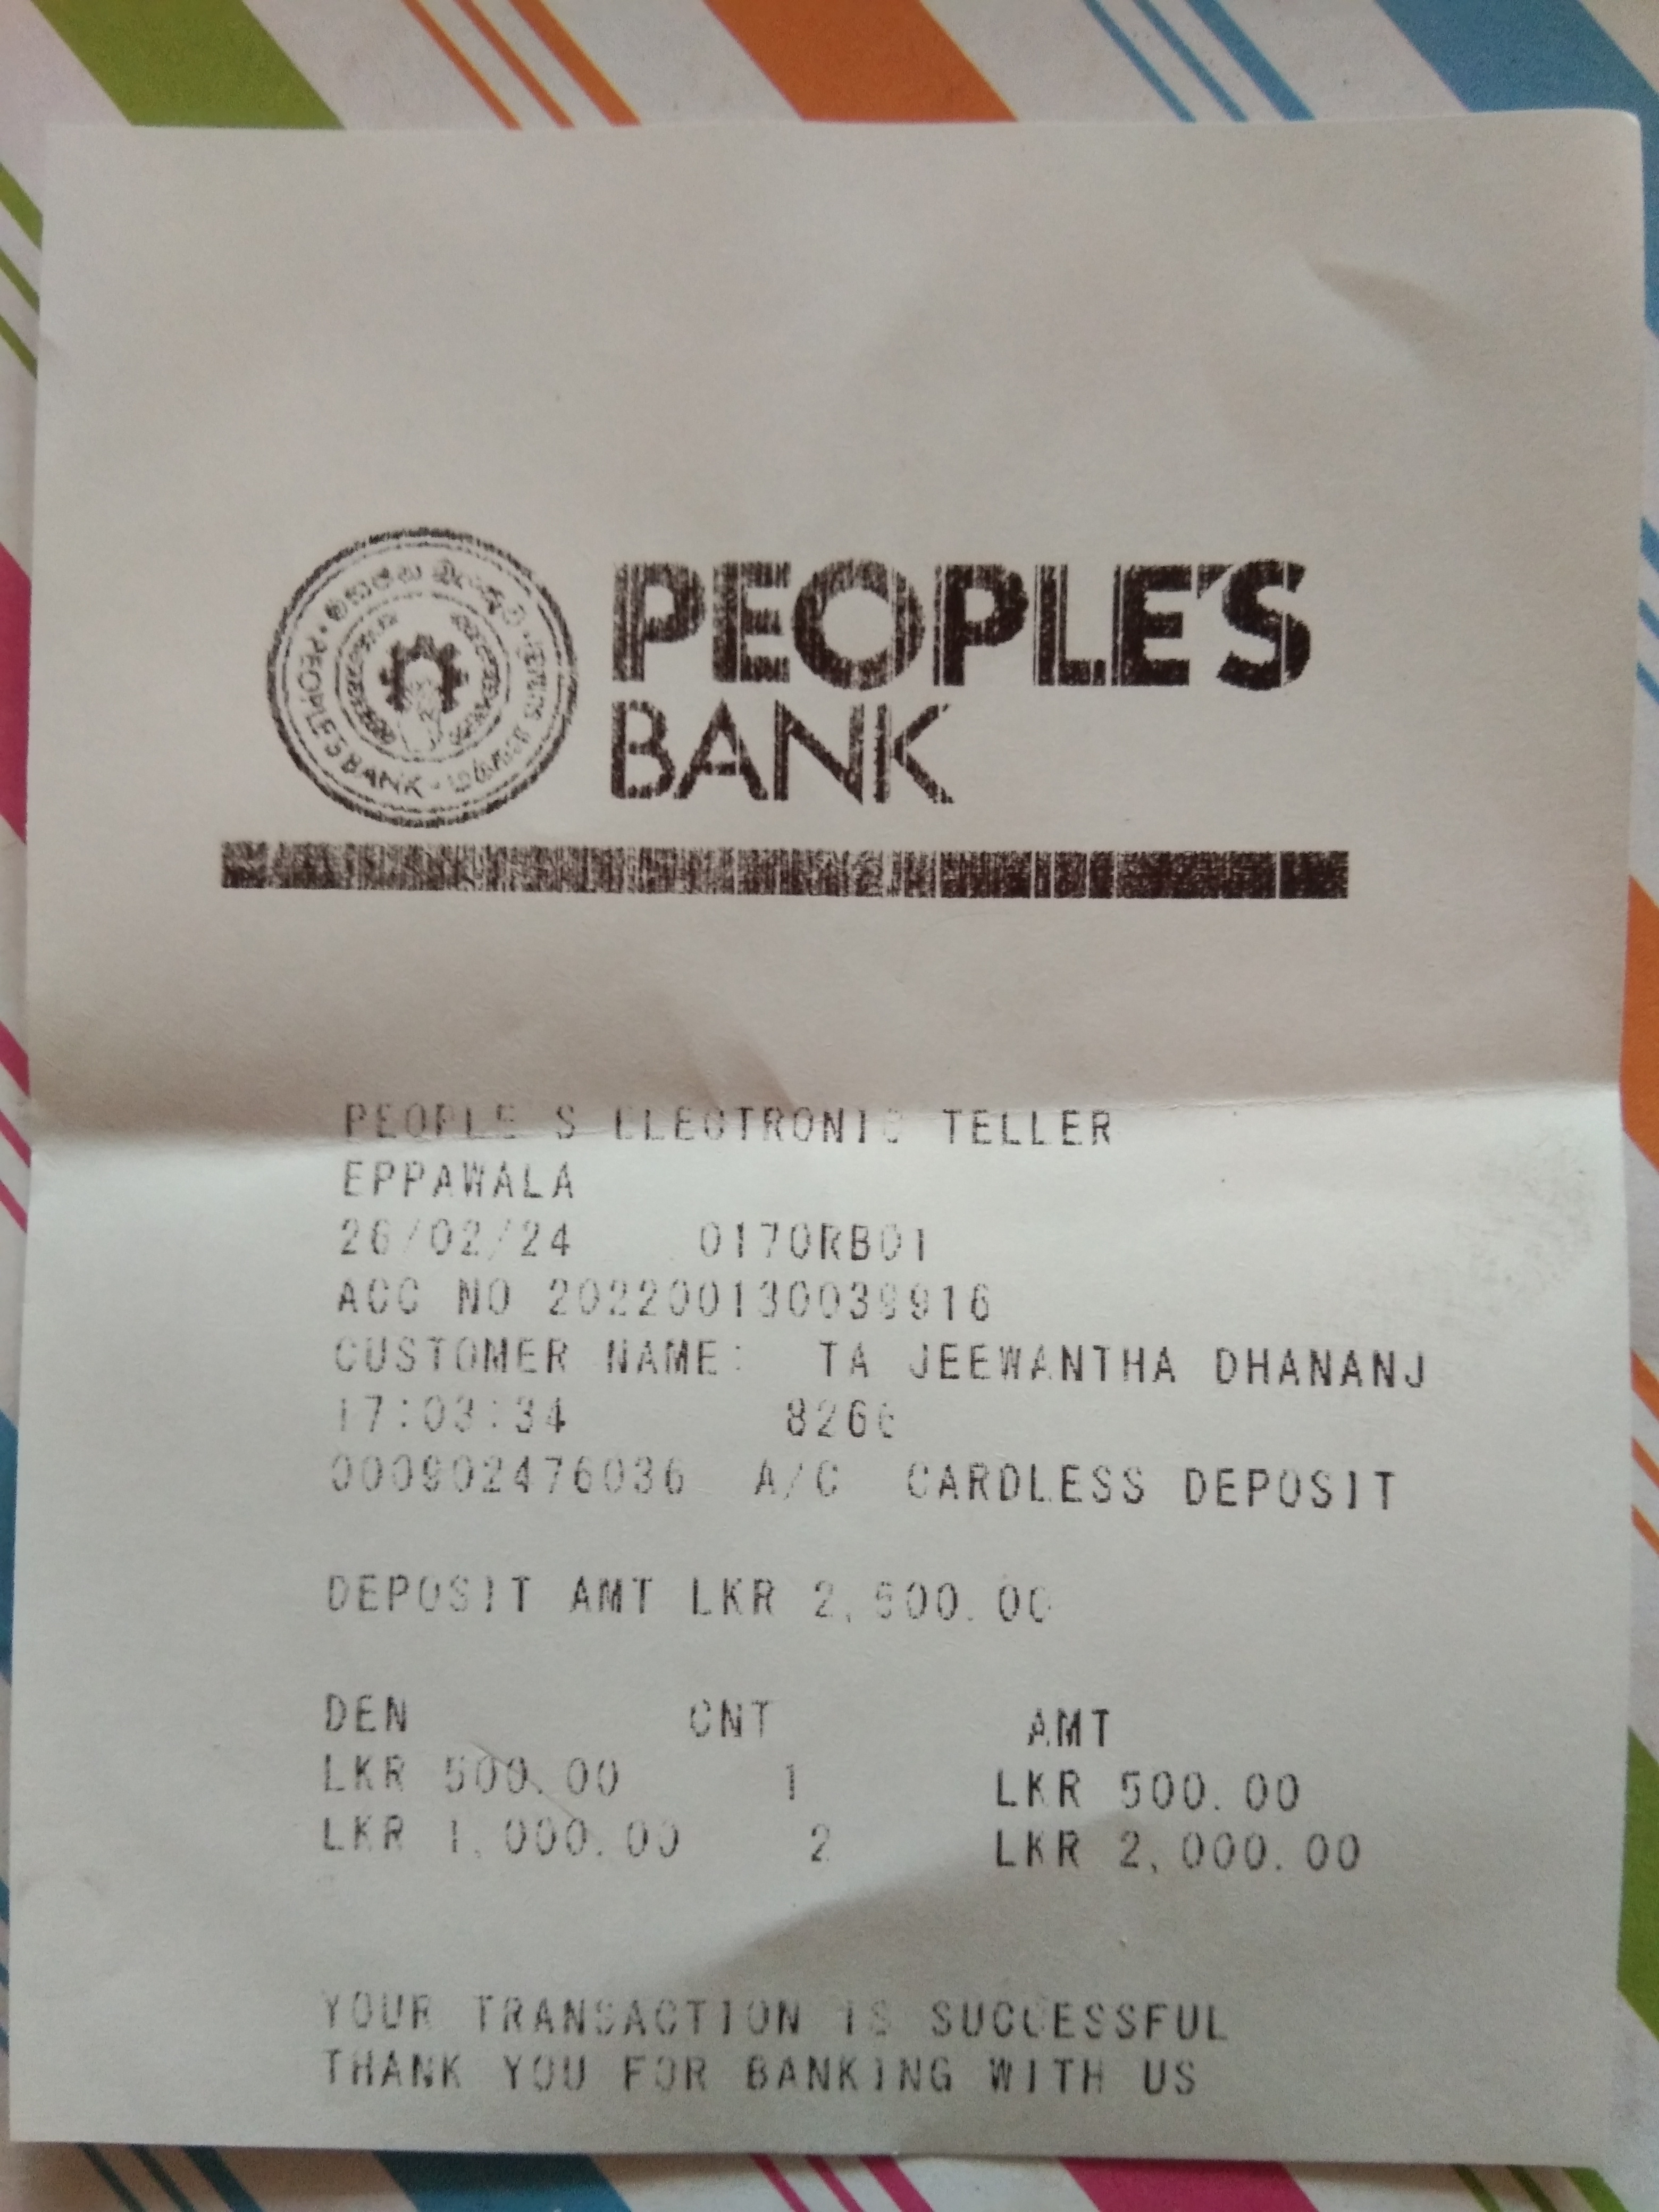 PEOPLE'S
BANK
PEOPLE'S BANK
PEOPLE S ELECTRONIC TELLER
EPPAWALA
26/02/24 0170RB01
ACC NO 202200130039916
CUSTOMER NAME: TA JEEWANTHA DHANANJ
17:03:34 8266
000902476036 A/C CARDLESS DEPOSIT
DEPOSIT AMT LKR 2,500.00
DEN CNT AMT
LKR 500.00 1 LKR 500.00
LKR 1,000.00 2 LKR 2,000.00
YOUR TRANSACTION IS SUCCESSFUL
THANK YOU FOR BANKING WITH US